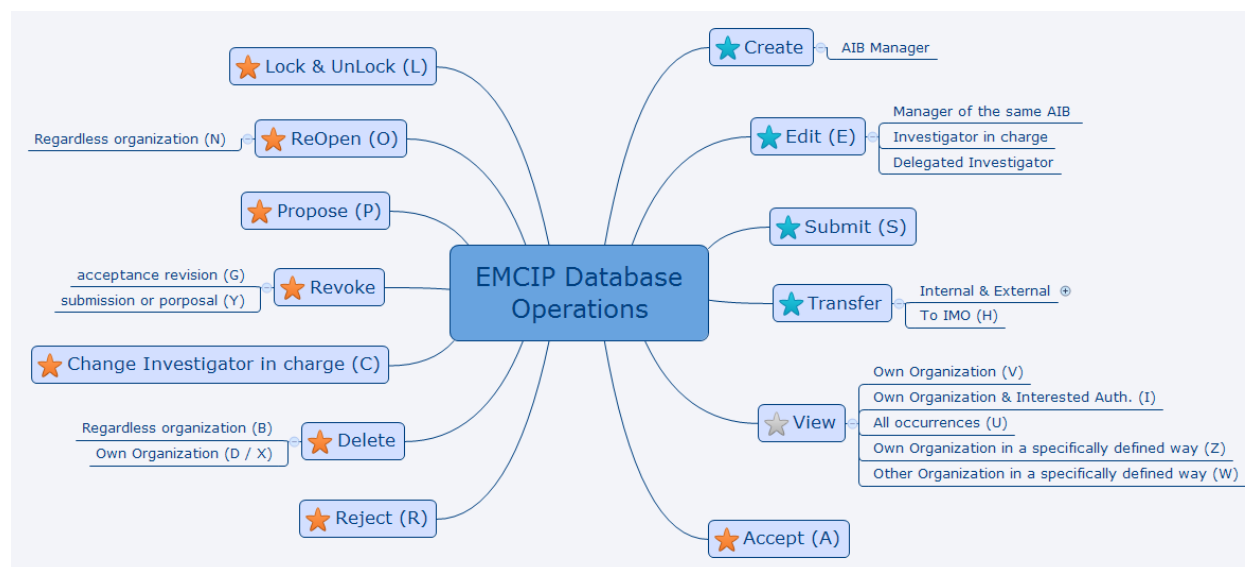 EMCIP Database
Operations
Create
AIB Manager
Edit (E)
Manager of the same AIB
Investigator in charge
Delegated Investigator
Submit (S)
Transfer
Internal & External
To IMO (H)
View
Own Organization (V)
Own Organization & Interested Auth. (I)
All occurrences (U)
Own Organization in a specifically defined way (Z)
Other Organization in a specifically defined way (W)
Accept (A)
Lock & UnLock (L)
ReOpen (O)
Regardless organization (N)
Propose (P)
Revoke
acceptance revision (G)
submission or porposal (Y)
Change Investigator in charge (C)
Delete
Regardless organization (B)
Own Organization (D / X)
Reject (R)